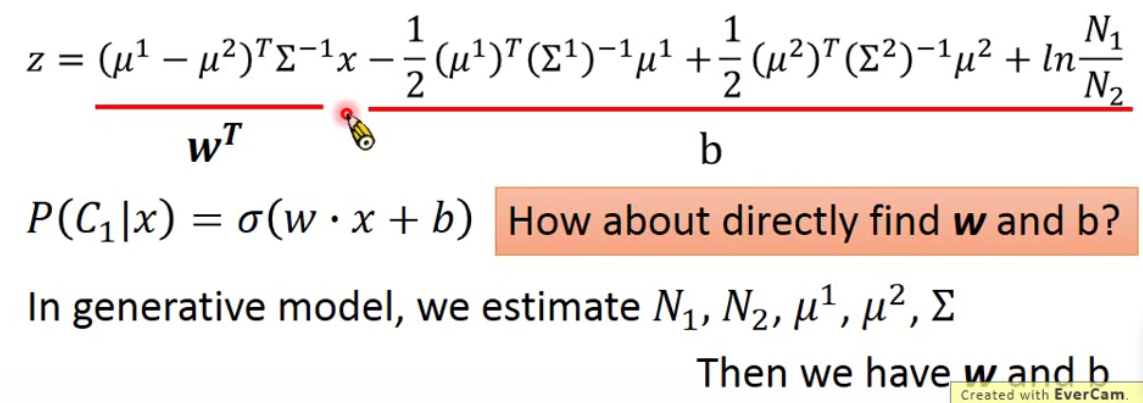 z = (μ¹ − μ²)ᵀΣ⁻¹x − 1/2 (μ¹)ᵀ(Σ¹)⁻¹μ¹ + 1/2 (μ²)ᵀ(Σ²)⁻¹μ² + ln N₁/N₂
wᵀ b
P(C₁|x) = σ(w · x + b) How about directly find w and b?
In generative model, we estimate N₁, N₂, μ¹, μ², Σ
Then we have w and b
Created with EverCam.